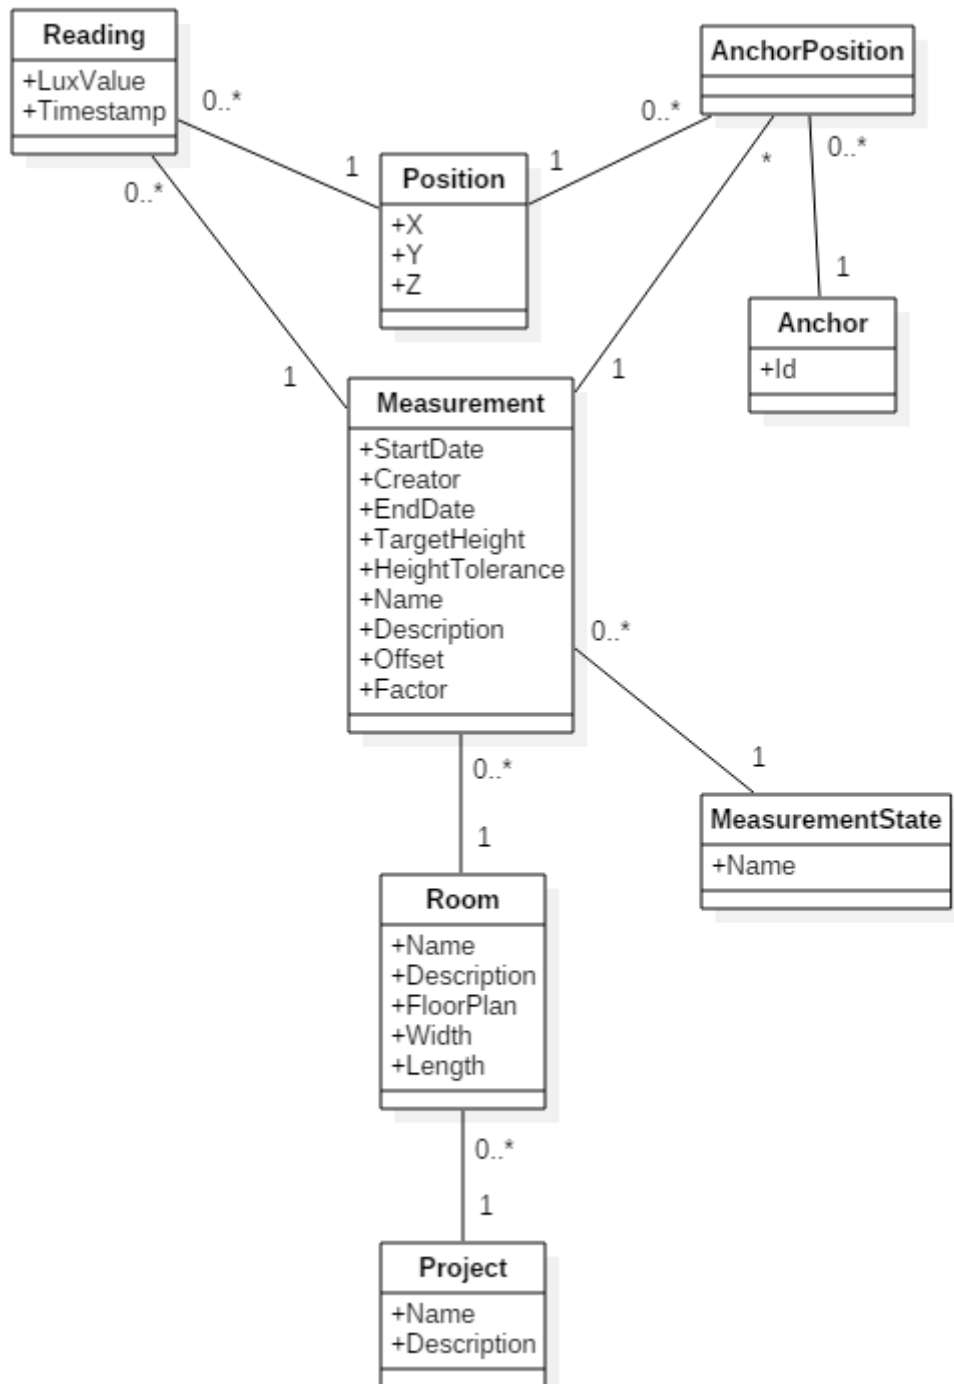 Reading
+LuxValue
+Timestamp
AnchorPosition
0..*
0..*
0..*
*
1
1
0..*
Position
+X
+Y
+Z
1
Anchor
+Id
1
1
Measurement
+StartDate
+Creator
+EndDate
+TargetHeight
+HeightTolerance
+Name
+Description
+Offset
+Factor
0..*
0..*
1
MeasurementState
+Name
1
Room
+Name
+Description
+FloorPlan
+Width
+Length
0..*
1
Project
+Name
+Description